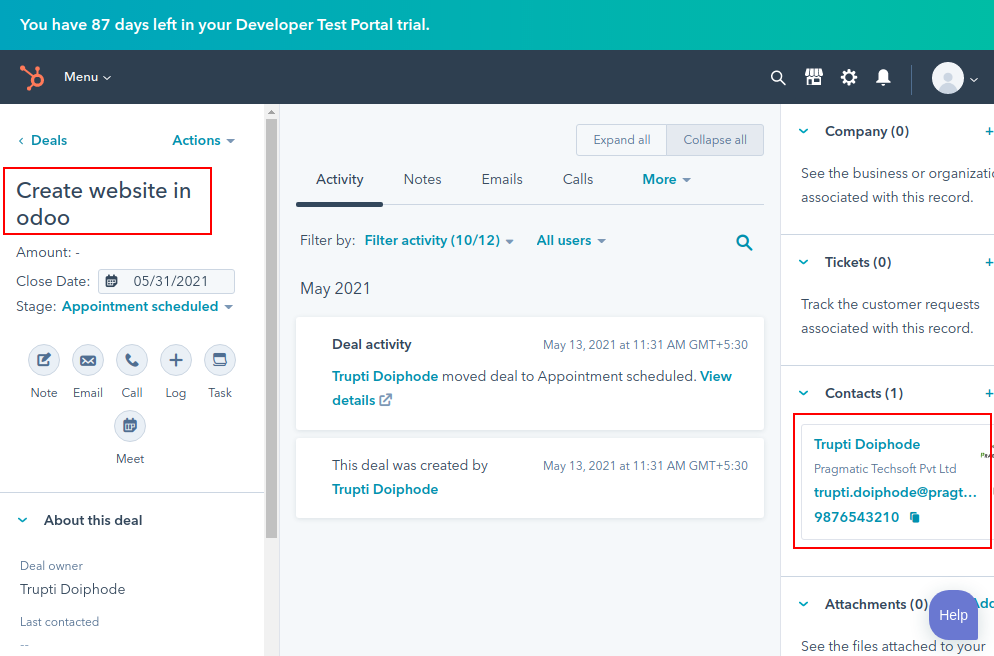 You have 87 days left in your Developer Test Portal trial.
Menu
Deals
Actions
Create website in
odoo
Amount: -
Close Date: 05/31/2021
Stage: Appointment scheduled
Note Email Call Log Task
Meet
About this deal
Deal owner
Trupti Doiphode
Last contacted
--
Expand all Collapse all
Activity Notes Emails Calls More
Filter by: Filter activity (10/12) All users
May 2021
Deal activity May 13, 2021 at 11:31 AM GMT+5:30
Trupti Doiphode moved deal to Appointment scheduled. View
details
This deal was created by May 13, 2021 at 11:31 AM GMT+5:30
Trupti Doiphode
Company (0) +
See the business or organizatio
associated with this record.
Tickets (0) +
Track the customer requests
associated with this record.
Contacts (1) +
Trupti Doiphode
Pragmatic Techsoft Pvt Ltd
trupti.doiphode@pragt...
9876543210
Attachments (0) Add
See the files attached to your
Help